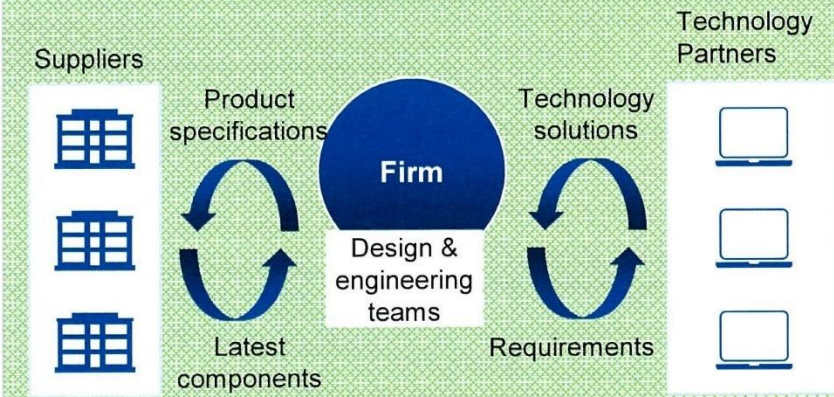 Suppliers
Technology
Partners
Product
specifications
Technology
solutions
Firm
Design &
engineering
teams
Latest
components
Requirements